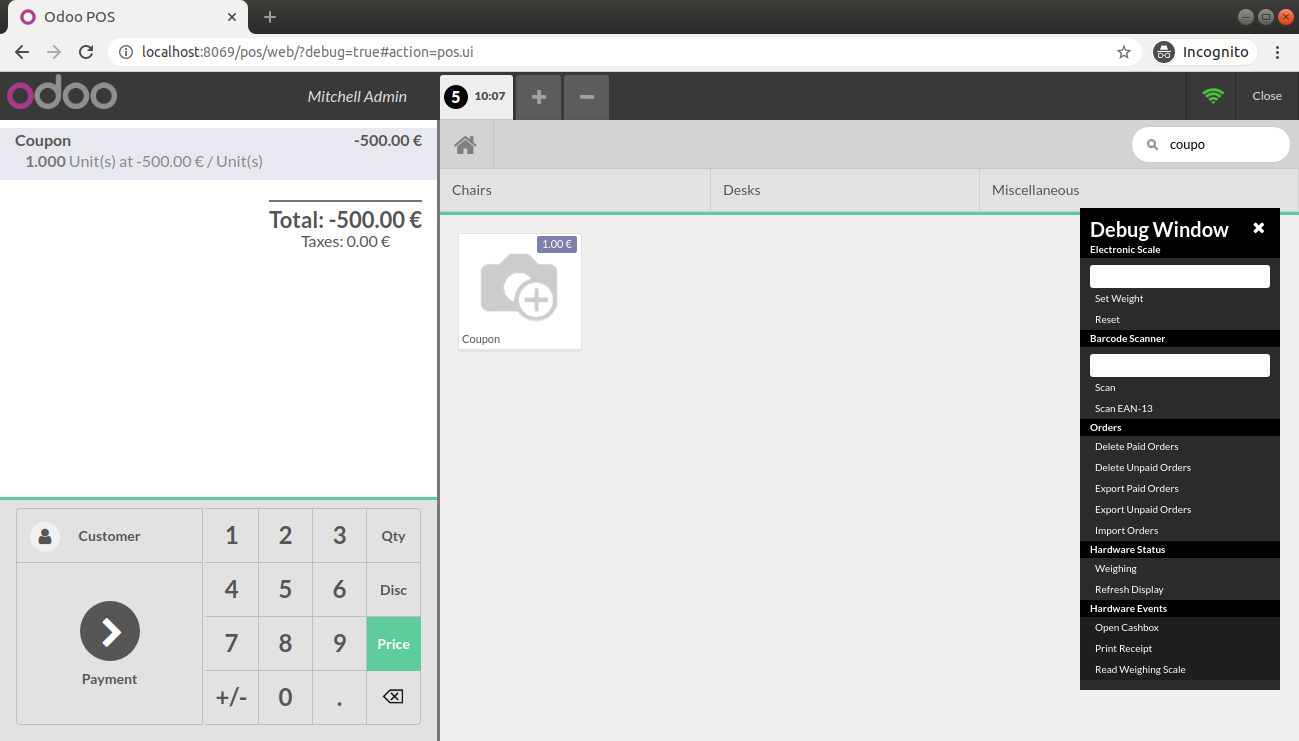 Odoo POS
localhost:8069/pos/web/?debug=true#action=pos.ui
Incognito
odoo
Mitchell Admin
5 10:07
Close
Coupon -500.00 €
1.000 Unit(s) at -500.00 € / Unit(s)
Total: -500.00 €
Taxes: 0.00 €
coupo
Chairs
Desks
Miscellaneous
1.00 €
Coupon
Debug Window
Electronic Scale
Set Weight
Reset
Barcode Scanner
Scan
Scan EAN-13
Orders
Delete Paid Orders
Delete Unpaid Orders
Export Paid Orders
Export Unpaid Orders
Import Orders
Hardware Status
Weighing
Refresh Display
Hardware Events
Open Cashbox
Print Receipt
Read Weighing Scale
Customer
Payment
1 2 3 Qty
4 5 6 Disc
7 8 9 Price
+/- 0 .